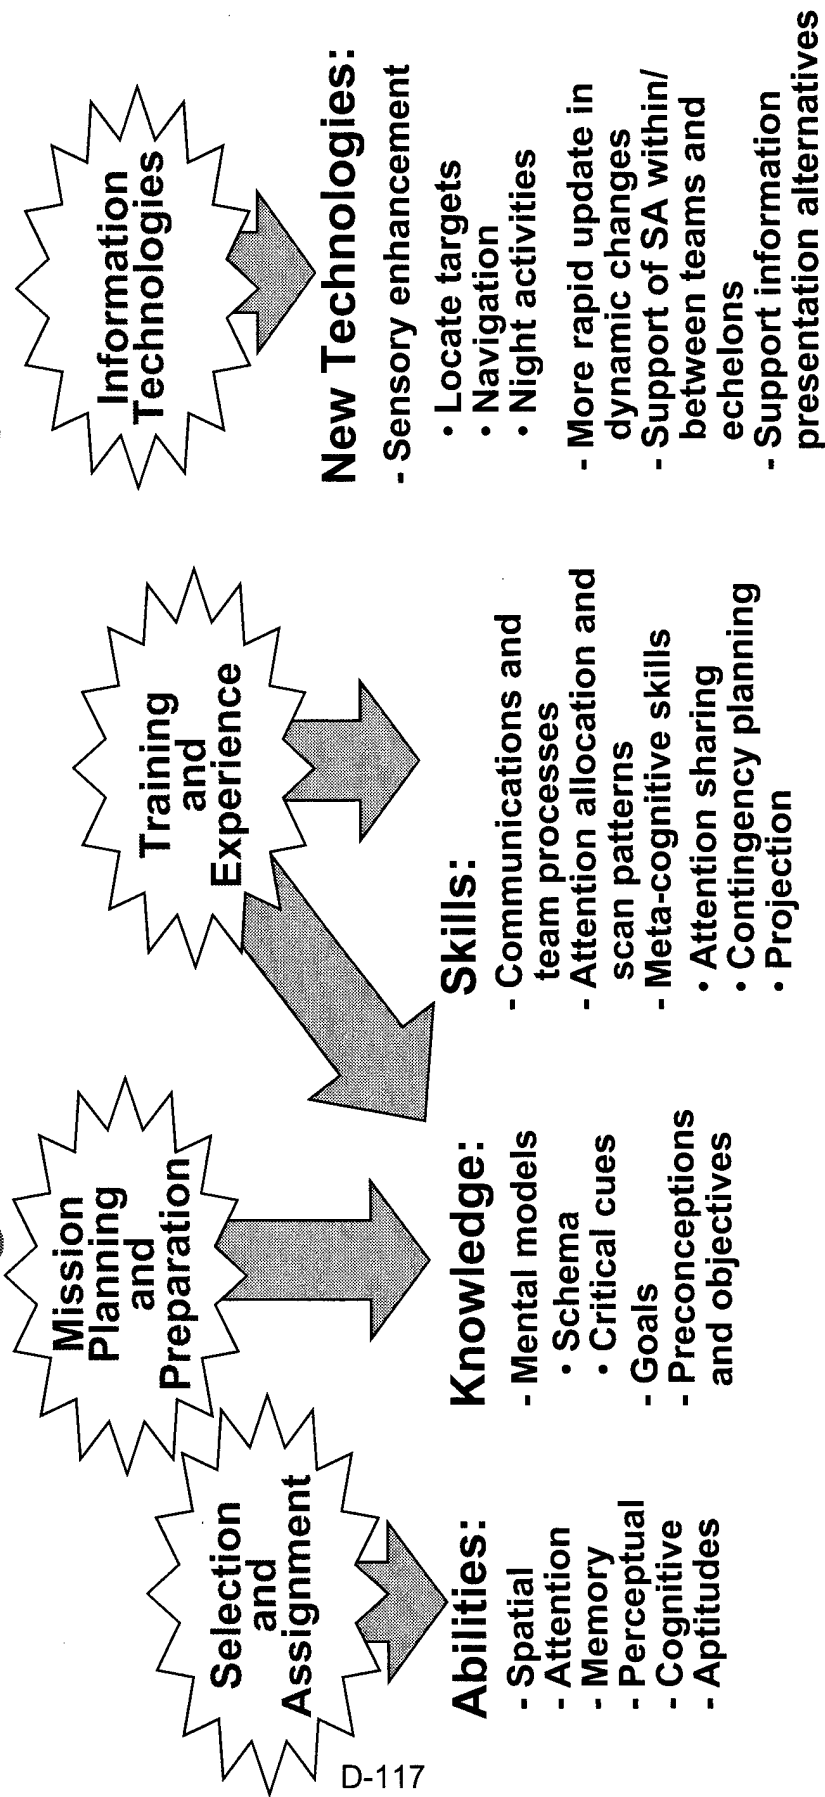 Selection
and
Assignment
Mission
Planning
and
Preparation
Training
and
Experience
Information
Technologies
Abilities:
- Spatial
- Attention
- Memory
- Perceptual
- Cognitive
- Aptitudes
Knowledge:
- Mental models
• Schema
• Critical cues
- Goals
- Preconceptions
and objectives
Skills:
- Communications and
team processes
- Attention allocation and
scan patterns
- Meta-cognitive skills
• Attention sharing
• Contingency planning
• Projection
New Technologies:
- Sensory enhancement
• Locate targets
• Navigation
• Night activities
- More rapid update in
dynamic changes
- Support of SA within/
between teams and
echelons
- Support information
presentation alternatives
D-117